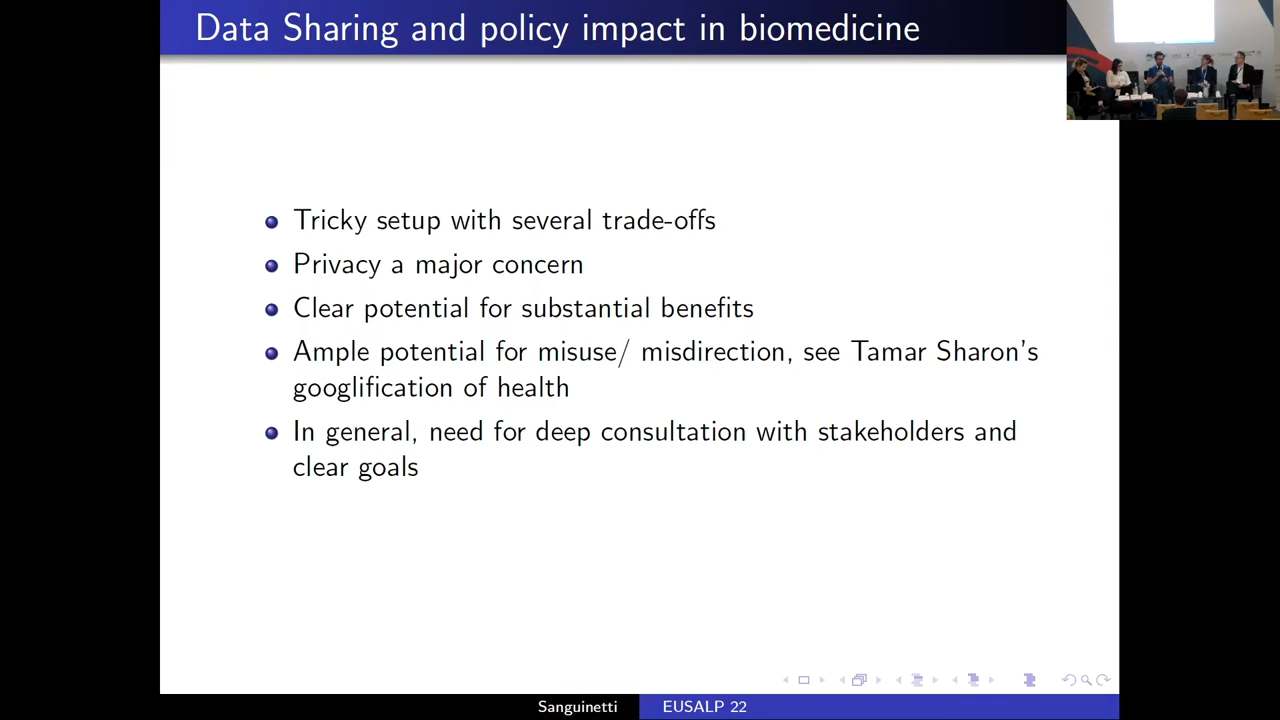 Data Sharing and policy impact in biomedicine
Tricky setup with several trade-offs
Privacy a major concern
Clear potential for substantial benefits
Ample potential for misuse/ misdirection, see Tamar Sharon's
googlification of health
In general, need for deep consultation with stakeholders and
clear goals
Sanguinetti
EUSALP 22